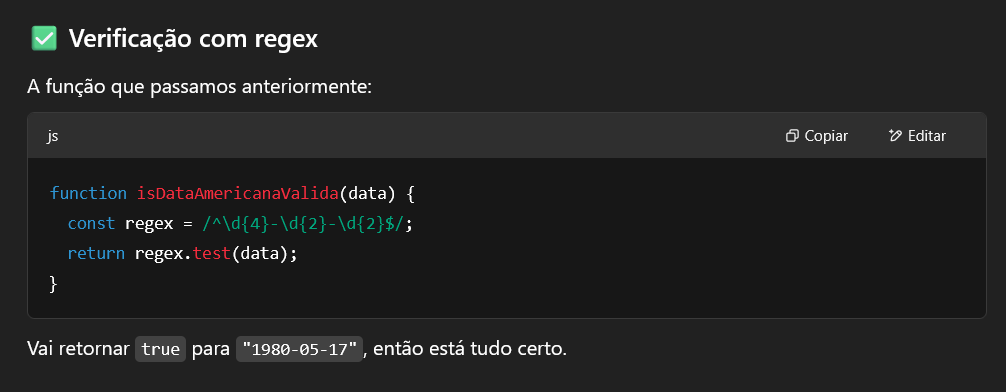 ✅ Verificação com regex
A função que passamos anteriormente:
js Copiar Editar
function isDataAmericanaValida(data) {
  const regex = /^\d{4}-\d{2}-\d{2}$/;
  return regex.test(data);
}
Vai retornar true para "1980-05-17", então está tudo certo.